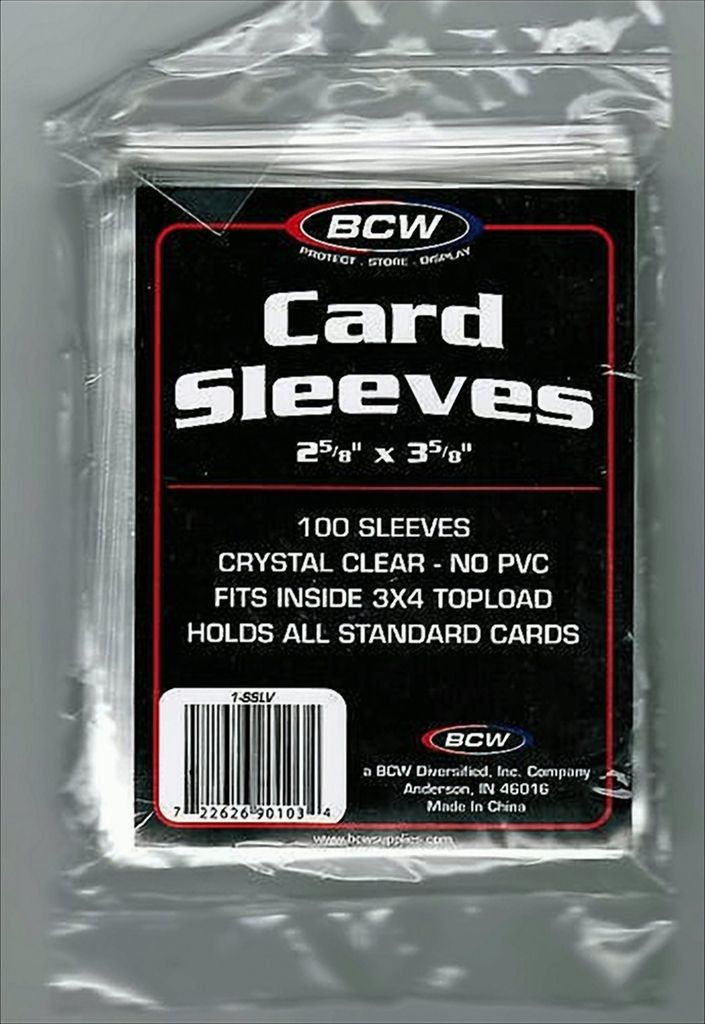 BCW
PROTECT . STORE . DISPLAY
Card
Sleeves
2⁵/₈" x 3⁵/₈"
100 SLEEVES
CRYSTAL CLEAR - NO PVC
FITS INSIDE 3X4 TOPLOAD
HOLDS ALL STANDARD CARDS
1-SSLV
7 22626 90103 4
BCW
a BCW Diversified, Inc. Company
Anderson, IN 46016
Made In China
www.bcwsupplies.com